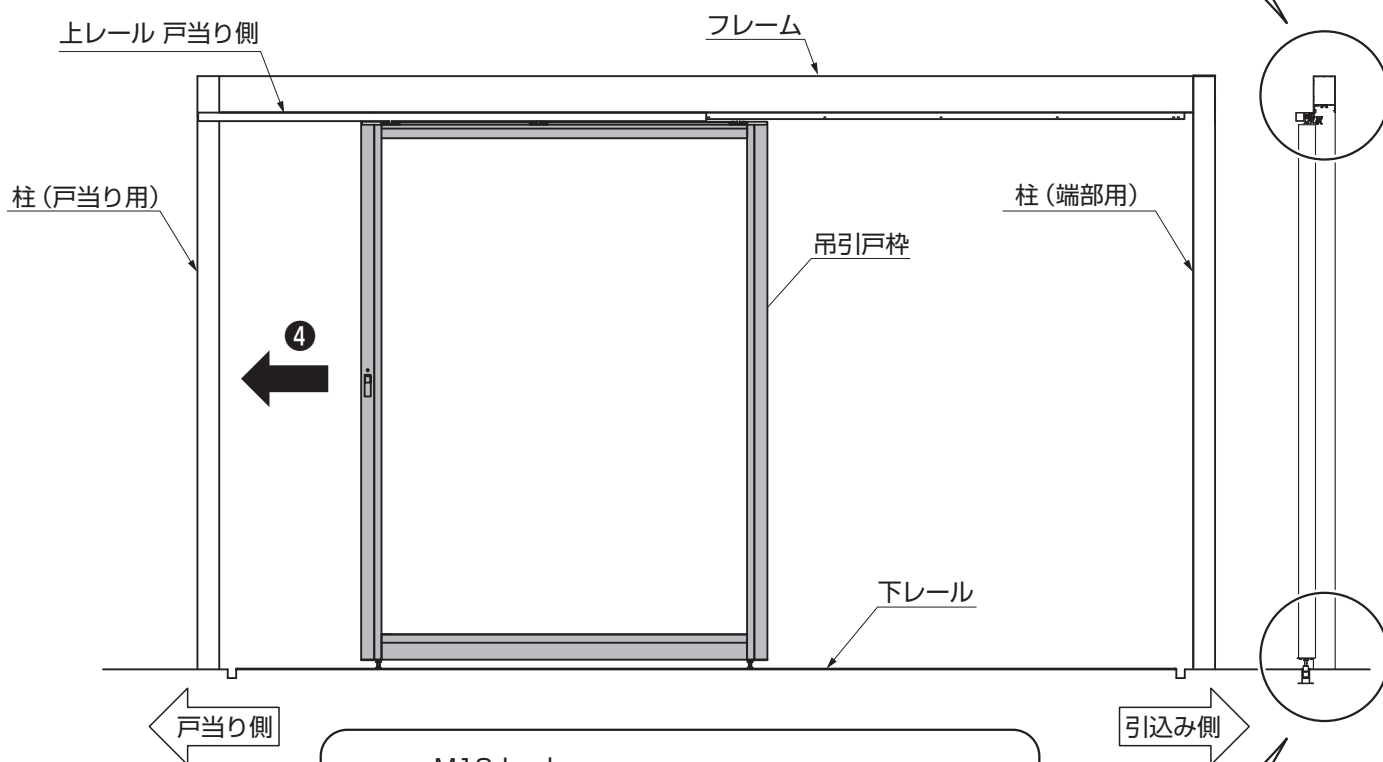 上レール 戸当り側
フレーム
柱（戸当り用）
柱（端部用）
吊引戸枠
❹
下レール
戸当り側
引込み側